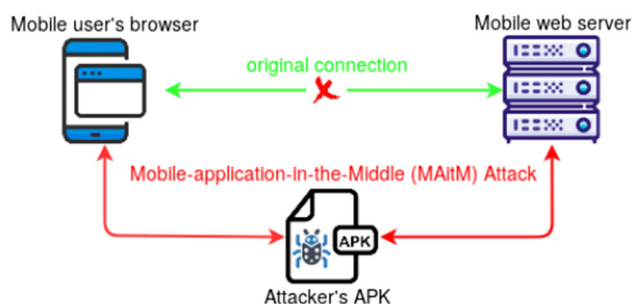 Mobile user's browser
Mobile web server
original connection
Mobile-application-in-the-Middle (MAitM) Attack
APK
Attacker's APK